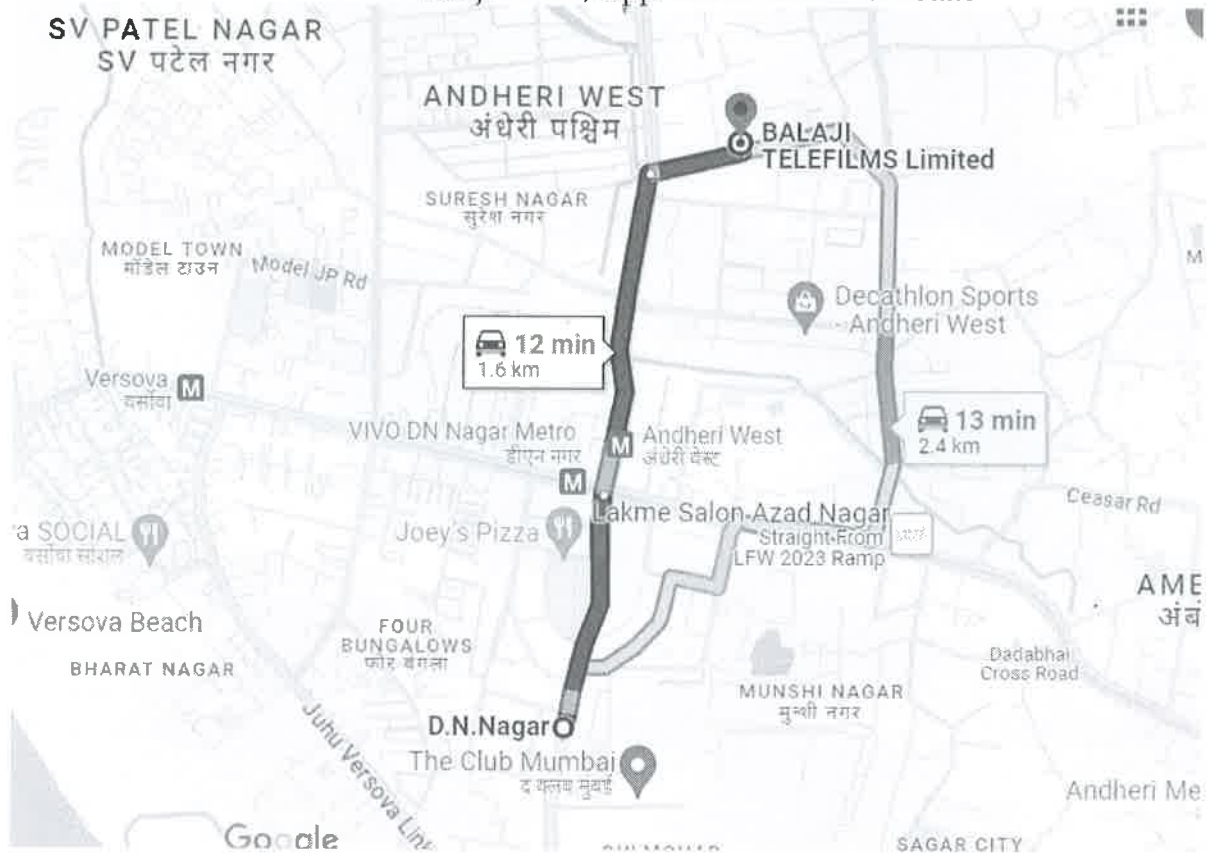 SV PATEL NAGAR
SV पटेल नगर
ANDHERI WEST
अंधेरी पश्चिम
BALAJI
TELEFILMS Limited
SURESH NAGAR
सुरेश नगर
MODEL TOWN
मॉडेल टाउन
Model JP Rd
Decathlon Sports
- Andheri West
12 min
1.6 km
Versova
वर्सोवा
M
VIVO DN Nagar Metro
डीएन नगर
M
M
Andheri West
अंधेरी वेस्ट
13 min
2.4 km
Ceasar Rd
Lakme Salon-Azad Nagar
Straight-From
LFW 2023 Ramp
Joey's Pizza
a SOCIAL
वर्सोवा सोशल
AME
अंब
Versova Beach
FOUR
BUNGALOWS
फोर बंगला
BHARAT NAGAR
Dadabhai
Cross Road
MUNSHI NAGAR
मुन्शी नगर
D.N.Nagar
The Club Mumbai
द क्लब मुंबई
Juhu Versova Link
Andheri Me
Google
SAGAR CITY